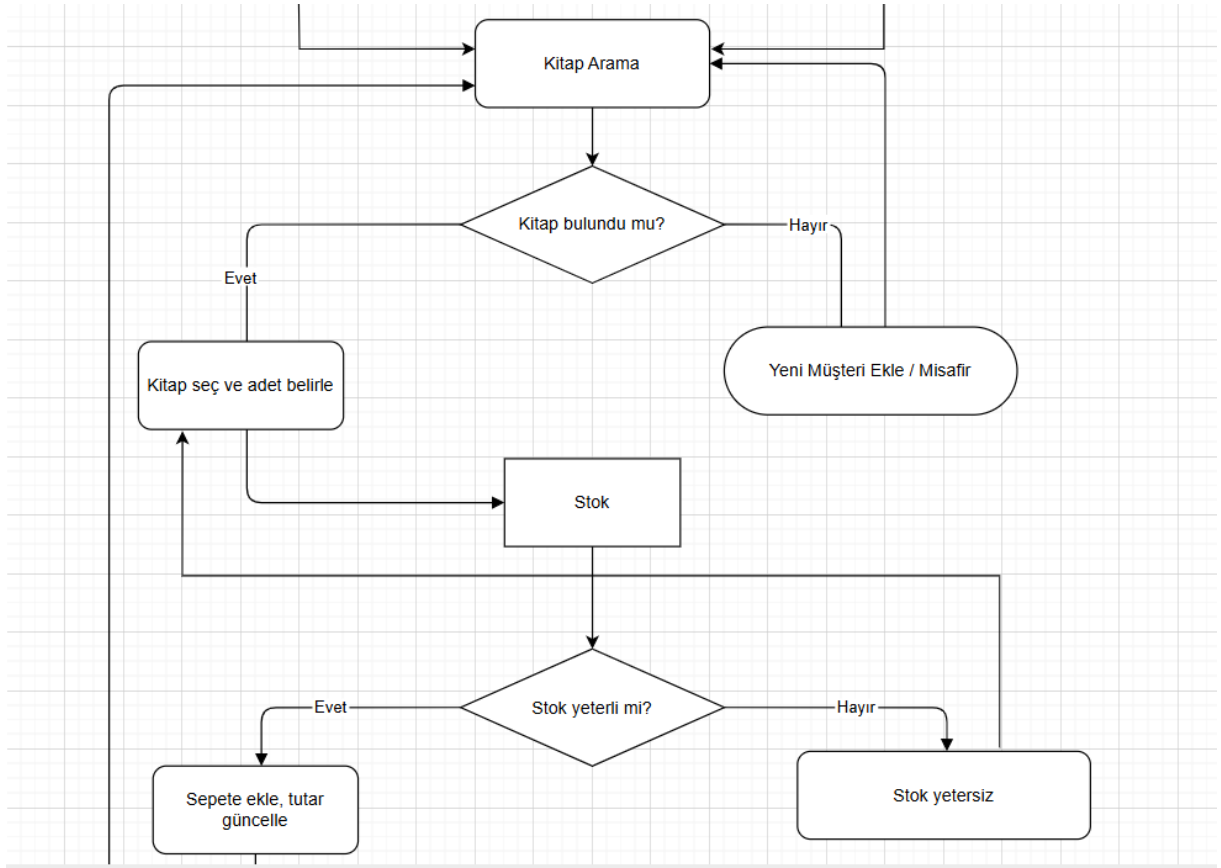 Kitap Arama
Kitap bulundu mu?
Hayır
Evet
Yeni Müşteri Ekle / Misafir
Kitap seç ve adet belirle
Stok
Stok yeterli mi?
Evet
Hayır
Sepete ekle, tutar
güncelle
Stok yetersiz